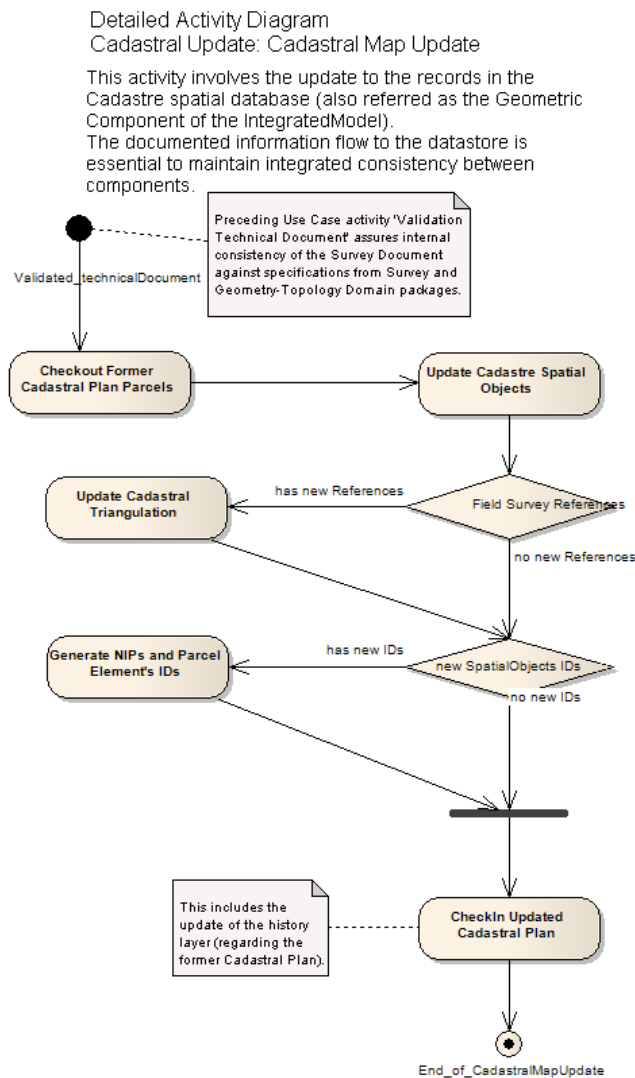 Detailed Activity Diagram
Cadastral Update: Cadastral Map Update
This activity involves the update to the records in the
Cadastre spatial database (also referred as the Geometric
Component of the IntegratedModel).
The documented information flow to the datastore is
essential to maintain integrated consistency between
components.
Preceding Use Case activity 'Validation
Technical Document' assures internal
consistency of the Survey Document
against specifications from Survey and
Geometry-Topology Domain packages.
Validated_technicalDocument
Checkout Former
Cadastral Plan Parcels
Update Cadastre Spatial
Objects
has new References
Update Cadastral
Triangulation
Field Survey References
no new References
has new IDs
Generate NIPs and Parcel
Element's IDs
new SpatialObjects IDs
no new IDs
This includes the
update of the history
layer (regarding the
former Cadastral Plan).
CheckIn Updated
Cadastral Plan
End_of_CadastralMapUpdate